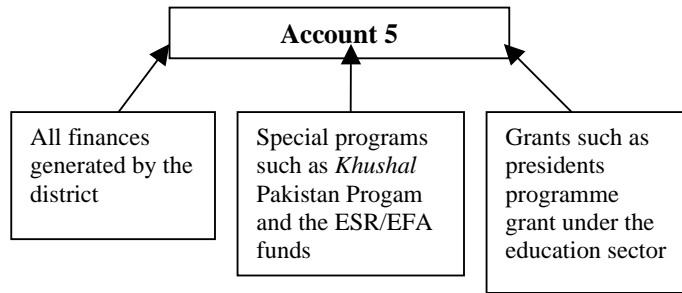 Account 5
All finances
generated by the
district
Special programs
such as Khushal
Pakistan Progam
and the ESR/EFA
funds
Grants such as
presidents
programme
grant under the
education sector